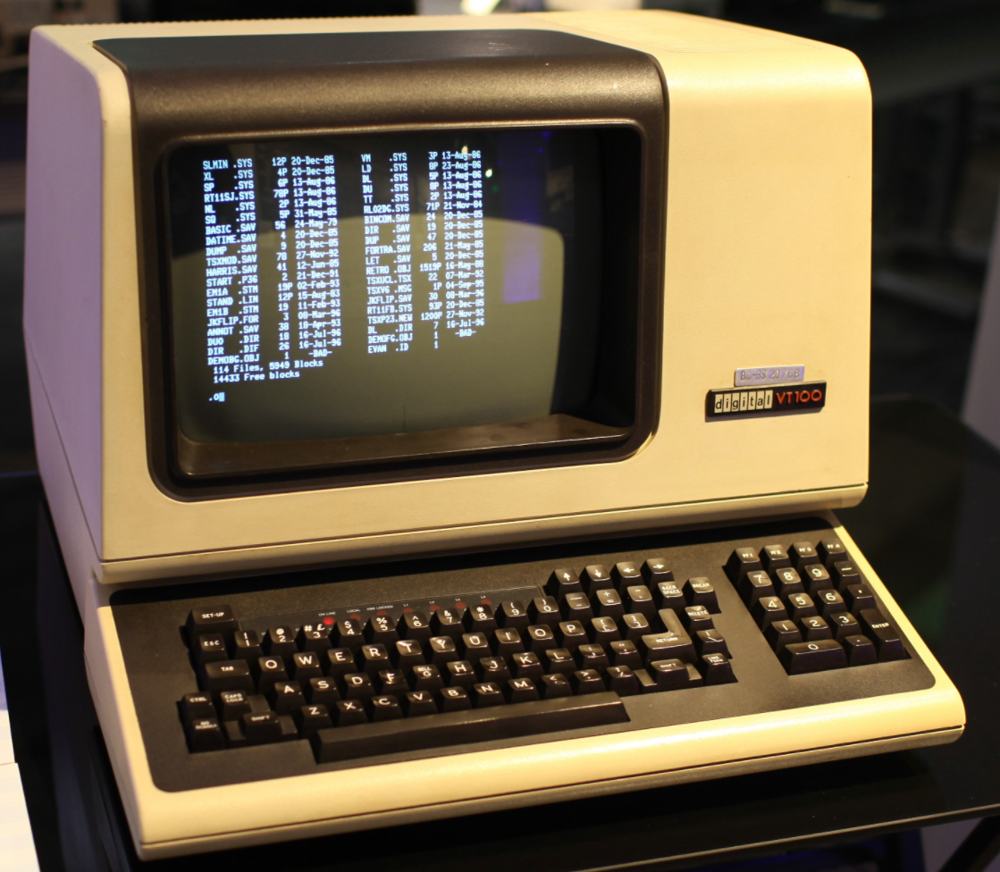 SLMIN .SYS 12P 20-Dec-85 VM .SYS 3P 13-Aug-86
XL .SYS 4P 20-Dec-85 LD .SYS 8P 23-Aug-86
SP .SYS 6P 13-Aug-86 DL .SYS 5P 13-Aug-86
RT11SJ.SYS 78P 13-Aug-86 DU .SYS 8P 13-Aug-86
NL .SYS 2P 13-Aug-86 TT .SYS 2P 13-Aug-86
.SYS 5P 31-May-85 RL02DG.SYS 71P 21-Nov-84
BASIC .SAV 56 24-May-79 BINCOM.SAV 24 20-Dec-85
DATIME.SAV 4 20-Dec-85 DIR .SAV 19 20-Dec-85
DUMP .SAV 9 20-Dec-85 DUP .SAV 47 20-Dec-85
TSXMOD.SAV 78 27-Nov-92 FORTRA.SAV 206 21-May-85
HARRIS.SAV 41 12-Jun-85 LET .SAV 5 20-Dec-85
START .P36 2 21-Dec-91 RETRO .OBJ 1519P 16-May-88
EM1A .STM 19P 02-Feb-93 TSXUCL.TSX 22 07-Mar-92
STAND .LIN 12P 15-Aug-83 TSXV6 .MSG 1P 04-Sep-95
EM1B .STM 19 11-Feb-93 JKFLIP.SAV 30 08-Mar-96
JKFLIP.FOR 3 08-Mar-96 RT11FB.SYS 93P 20-Dec-85
ANNOT .SAV 38 18-Apr-93 TSXP23.NEW 1200P 27-Nov-92
DUO .DIR 18 16-Jul-96 DL .DIR 7 16-Jul-96
DIR .DIF 26 16-Jul-96 DEMOFG.OBJ 1 -BAD-
DEMOBG.OBJ 1 -BAD- EVAN .ID 1
114 Files, 5949 Blocks
14433 Free blocks
.O
digital VT100
SET-UP ON LINE LOCAL KBD LOCKED L1 L2 L3 L4 ↑ ↓ ← → BACK SPACE BREAK PF1 PF2 PF3 PF4
ESC ! 1 @ 2 # £ 3 $ 4 % 5 ^ 6 & 7 * 8 ( 9 ) 0 DELETE 7 8 9 -
TAB Q W E R T Y U I O P RETURN 4 5 6 ,
CTRL CAPS LOCK A S D F BELL G H J K L 1 2 3 ENTER
NO SCROLL SHIFT Z X C V B N M SHIFT LINE FEED 0 .